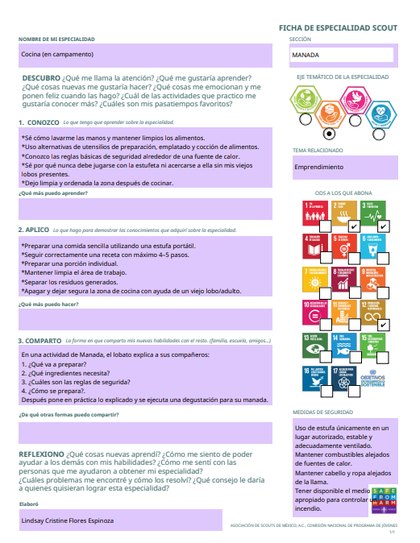 FICHA DE ESPECIALIDAD SCOUT
NOMBRE DE MI ESPECIALIDAD
SECCIÓN
Cocina (en campamento)
MANADA
DESCUBRO ¿Qué me llama la atención? ¿Qué me gustaría aprender?
¿Qué cosas nuevas me gustaría hacer? ¿Qué cosas me emocionan y me
ponen feliz cuando las hago? ¿Cuál de las actividades que practico me
gustaría conocer más? ¿Cuáles son mis pasatiempos favoritos?
EJE TEMÁTICO DE LA ESPECIALIDAD
1. CONOZCO Lo que tengo que aprender sobre la especialidad.
*Sé cómo lavarme las manos y mantener limpios los alimentos.
*Uso alternativas de utensilios de preparación, emplatado y cocción de alimentos.
*Conozco las reglas básicas de seguridad alrededor de una fuente de calor.
*Sé por qué nunca debe jugarse con la estufeta ni acercarse a ella sin mis viejos
lobos presentes.
*Dejo limpia y ordenada la zona después de cocinar.
¿Qué más puedo aprender?
TEMA RELACIONADO
Emprendimiento
ODS A LOS QUE ABONA
2. APLICO Lo que hago para demostrar los conocimientos que adquirí sobre la especialidad.
*Preparar una comida sencilla utilizando una estufa portátil.
*Seguir correctamente una receta con máximo 4–5 pasos.
*Preparar una porción individual.
*Mantener limpia el área de trabajo.
*Separar los residuos generados.
*Apagar y dejar segura la zona de cocina con ayuda de un viejo lobo/adulto.
¿Qué más puedo hacer?
3. COMPARTO La forma en que comparto mis nuevas habilidades con el resto. (familia, escuela, amigos...)
En una actividad de Manada, el lobato explica a sus compañeros:
1. ¿Qué va a preparar?
2. ¿Qué ingredientes necesita?
3. ¿Cuáles son las reglas de seguridad?
4. ¿Cómo se prepara?
Después pone en práctica lo explicado y se ejecuta una degustación para su manada.
¿De qué otras formas puedo compartir?
MEDIDAS DE SEGURIDAD
Uso de estufa únicamente en un
lugar autorizado, estable y
adecuadamente ventilado.
Mantener combustibles alejados
de fuentes de calor.
Mantener cabello y ropa alejados
de la llama.
Tener disponible el medio
apropiado para controlar
SAFE
FROM
HARM
REFLEXIONO ¿Qué cosas nuevas aprendí? ¿Cómo me siento de poder
ayudar a los demás con mis habilidades? ¿Cómo me sentí con las
personas que me ayudaron a obtener mi especialidad?
¿Cuáles problemas me encontré y cómo los resolví? ¿Qué consejo le daría
a quienes quisieran lograr esta especialidad?
Elaboró
Lindsay Cristine Flores Espinoza
ASOCIACIÓN DE SCOUTS DE MÉXICO, A.C., COMISIÓN NACIONAL DE PROGRAMA DE JÓVENES